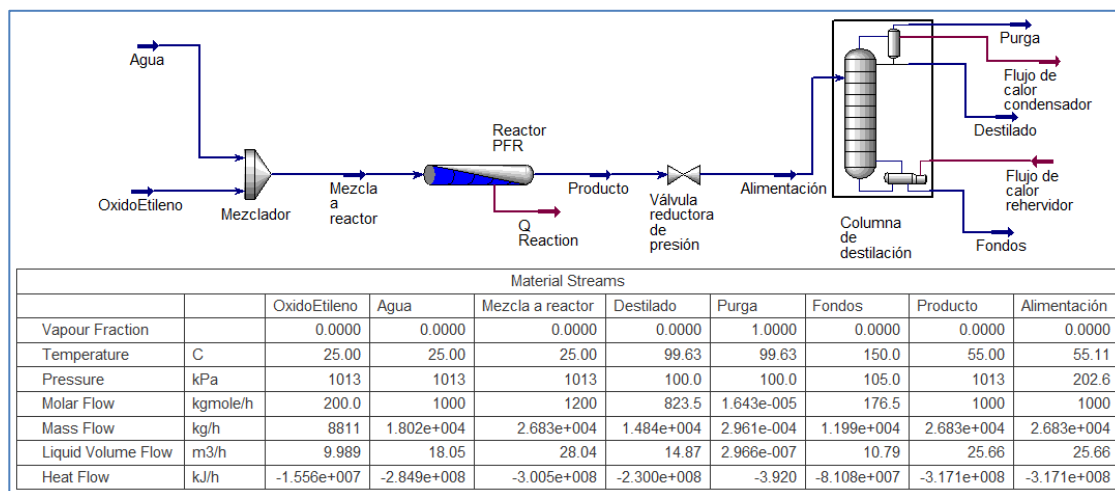 Agua
OxidoEtileno
Mezclador
Mezcla
a
reactor
Reactor
PFR
Q
Reaction
Producto
Válvula
reductora
de
presión
Alimentación
Columna
de
destilación
Purga
Flujo de
calor
condensador
Destilado
Flujo de
calor
rehervidor
Fondos
Material Streams
OxidoEtileno Agua Mezcla a reactor Destilado Purga Fondos Producto Alimentación
Vapour Fraction 0.0000 0.0000 0.0000 0.0000 1.0000 0.0000 0.0000 0.0000
Temperature C 25.00 25.00 25.00 99.63 99.63 150.0 55.00 55.11
Pressure kPa 1013 1013 1013 100.0 100.0 105.0 1013 202.6
Molar Flow kgmole/h 200.0 1000 1200 823.5 1.643e-005 176.5 1000 1000
Mass Flow kg/h 8811 1.802e+004 2.683e+004 1.484e+004 2.961e-004 1.199e+004 2.683e+004 2.683e+004
Liquid Volume Flow m3/h 9.989 18.05 28.04 14.87 2.966e-007 10.79 25.66 25.66
Heat Flow kJ/h -1.556e+007 -2.849e+008 -3.005e+008 -2.300e+008 -3.920 -8.108e+007 -3.171e+008 -3.171e+008